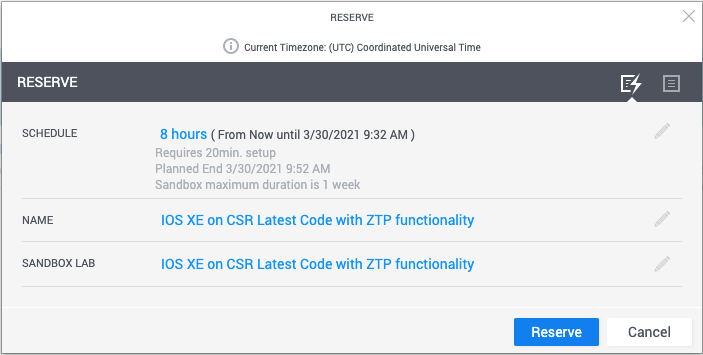 RESERVE
Current Timezone: (UTC) Coordinated Universal Time
RESERVE
SCHEDULE 8 hours ( From Now until 3/30/2021 9:32 AM )
Requires 20min. setup
Planned End 3/30/2021 9:52 AM
Sandbox maximum duration is 1 week
NAME IOS XE on CSR Latest Code with ZTP functionality
SANDBOX LAB IOS XE on CSR Latest Code with ZTP functionality
Reserve Cancel